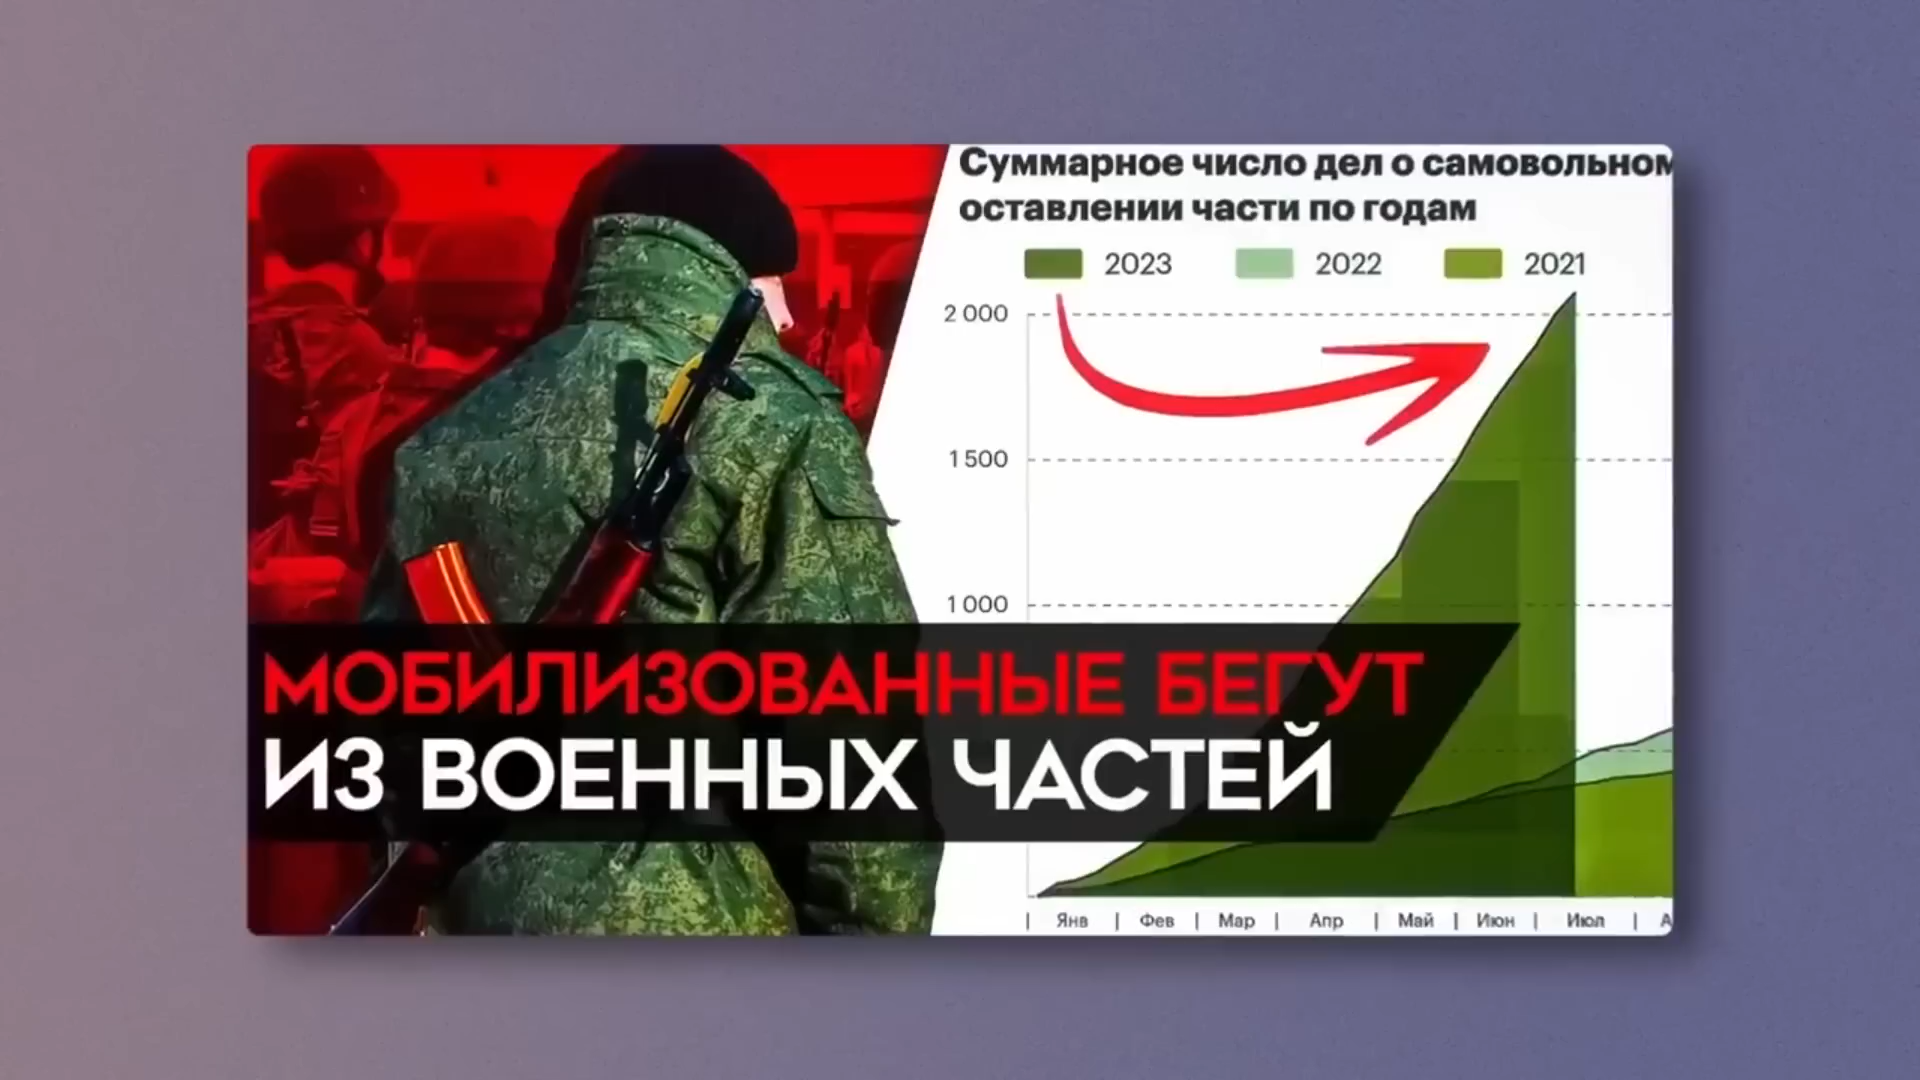 Суммарное число дел о самовольном
оставлении части по годам
2023 2022 2021
2 000
1 500
1 000
МОБИЛИЗОВАННЫЕ БЕГУТ
ИЗ ВОЕННЫХ ЧАСТЕЙ
Янв Фев Мар Апр Май Июн Июл А